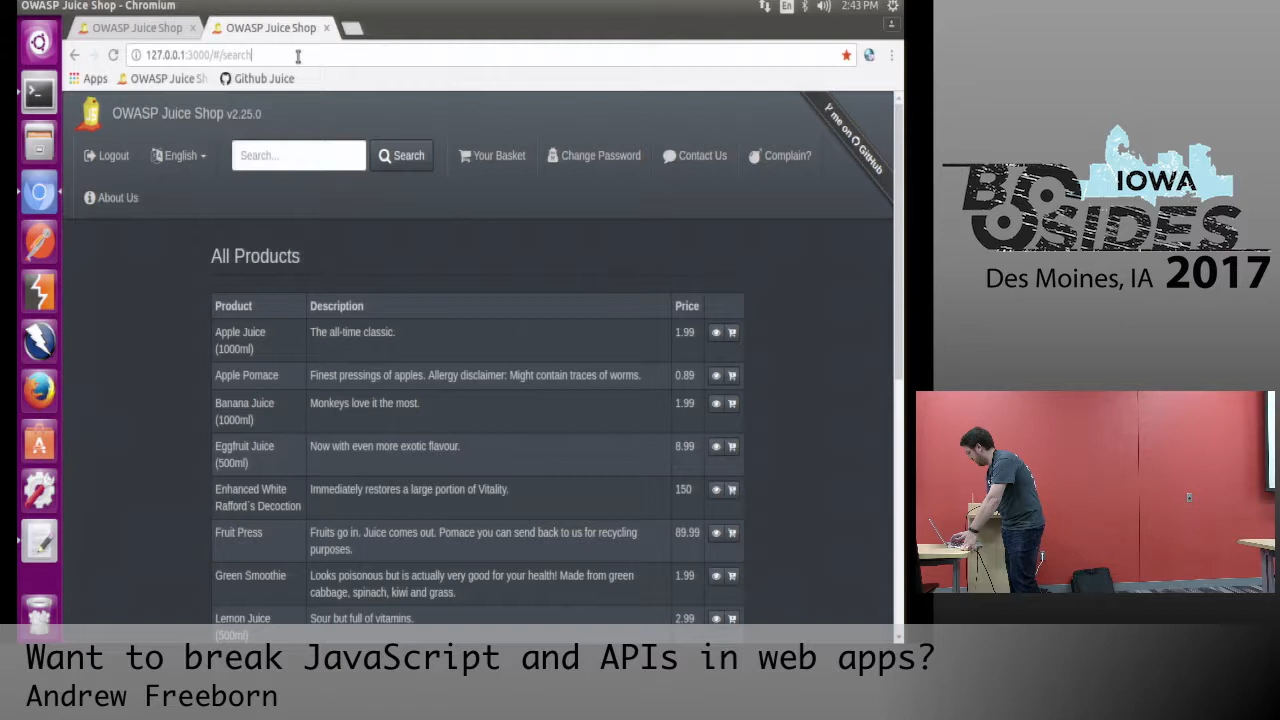 OWASP Juice Shop - Chromium
En
2:43 PM
OWASP Juice Shop ×
OWASP Juice Shop ×
127.0.0.1:3000/#/search
Apps
OWASP Juice Sh
Github Juice
OWASP Juice Shop v2.25.0
me on GitHub
Logout
English
Search...
Search
Your Basket
Change Password
Contact Us
Complain?
About Us
All Products
Product Description Price
Apple Juice
(1000ml)
The all-time classic.
1.99
Apple Pomace
Finest pressings of apples. Allergy disclaimer: Might contain traces of worms.
0.89
Banana Juice
(1000ml)
Monkeys love it the most.
1.99
Eggfruit Juice
(500ml)
Now with even more exotic flavour.
8.99
Enhanced White
Rafford´s Decoction
Immediately restores a large portion of Vitality.
150
Fruit Press
Fruits go in. Juice comes out. Pomace you can send back to us for recycling
purposes.
89.99
Green Smoothie
Looks poisonous but is actually very good for your health! Made from green
cabbage, spinach, kiwi and grass.
1.99
Lemon Juice
(500ml)
Sour but full of vitamins.
2.99
IOWA
BSIDES
Des Moines, IA 2017
Want to break JavaScript and APIs in web apps?
Andrew Freeborn